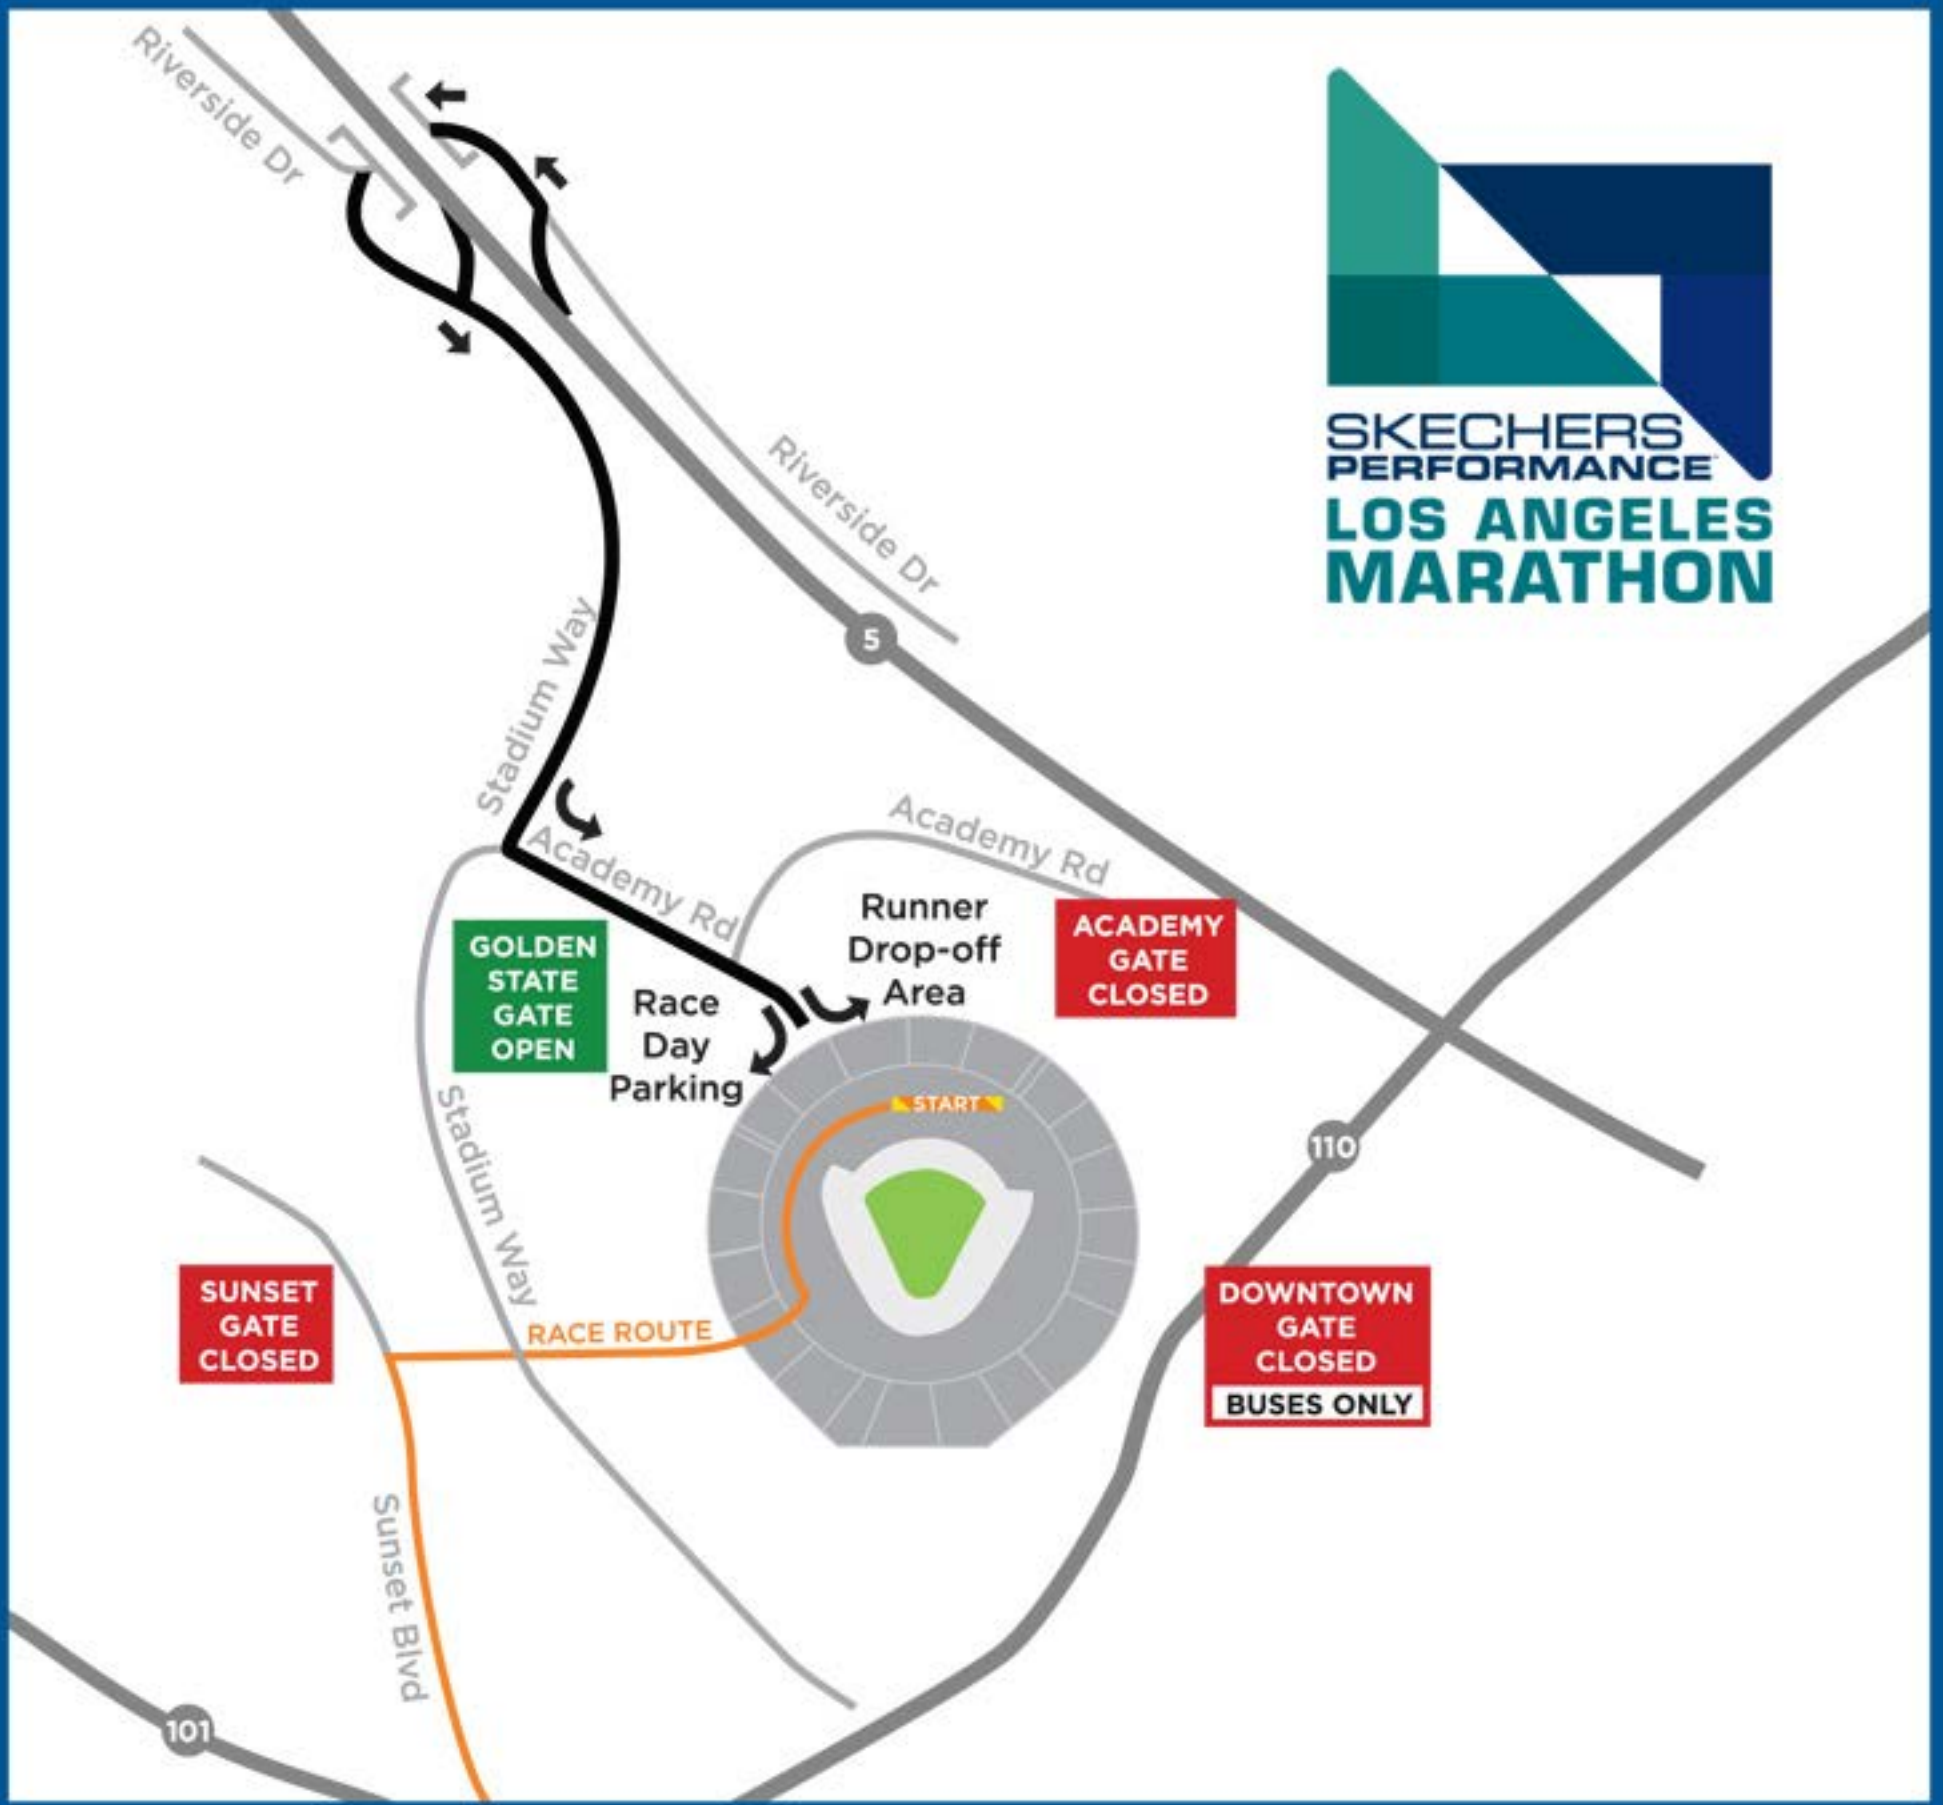 Riverside Dr
SKECHERS
PERFORMANCE
LOS ANGELES
MARATHON
Riverside Dr
5
Stadium Way
Academy Rd
Academy Rd
Runner
Drop-off
Area
ACADEMY
GATE
CLOSED
GOLDEN
STATE
GATE
OPEN
Race
Day
Parking
START
110
Stadium Way
SUNSET
GATE
CLOSED
RACE ROUTE
DOWNTOWN
GATE
CLOSED
BUSES ONLY
Sunset Blvd
101